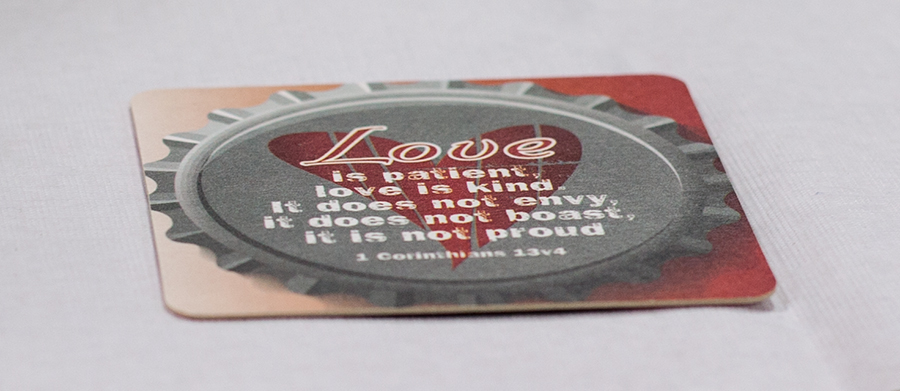 Love
is patient,
love is kind.
It does not envy,
it does not boast,
it is not proud
1 Corinthians 13v4